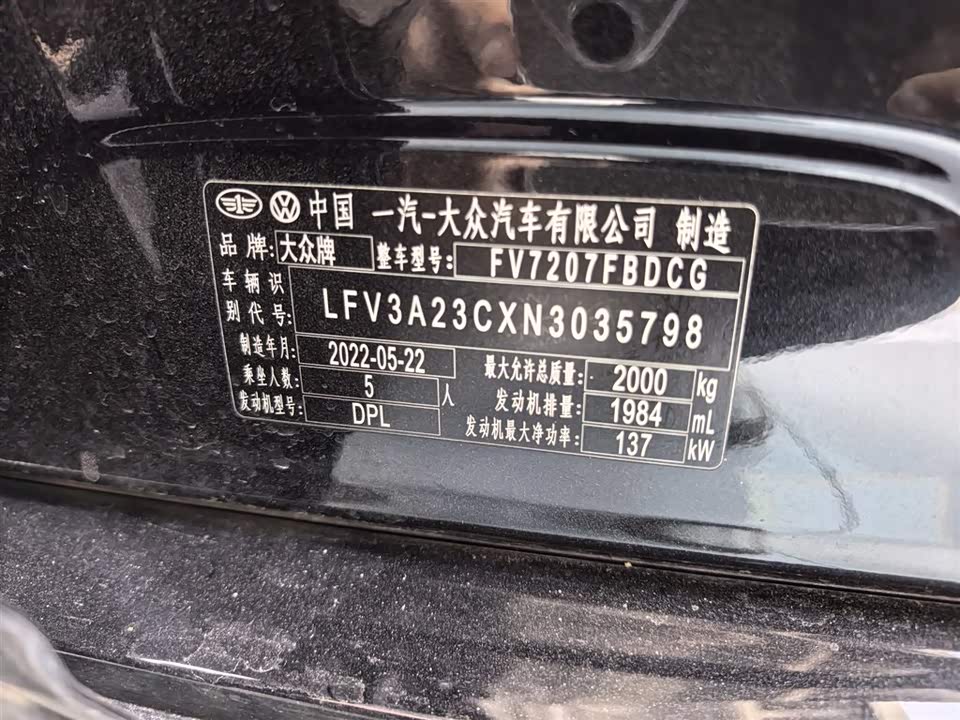 中国 一汽-大众汽车有限公司 制造
品牌: 大众牌 整车型号: FV7207FBDCG
车辆识别代号: LFV3A23CXN3035798
制造年月: 2022-05-22 最大允许总质量: 2000 kg
乘坐人数: 5 人 发动机排量: 1984 mL
发动机型号: DPL 发动机最大净功率: 137 kW